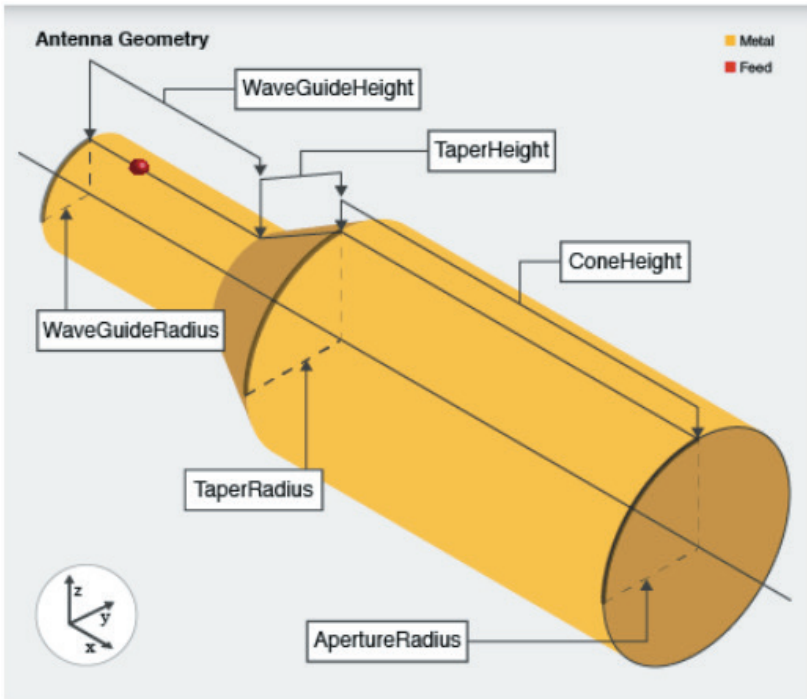 Antenna Geometry
Metal
Feed
WaveGuideHeight
TaperHeight
ConeHeight
WaveGuideRadius
TaperRadius
ApertureRadius
z
y
x